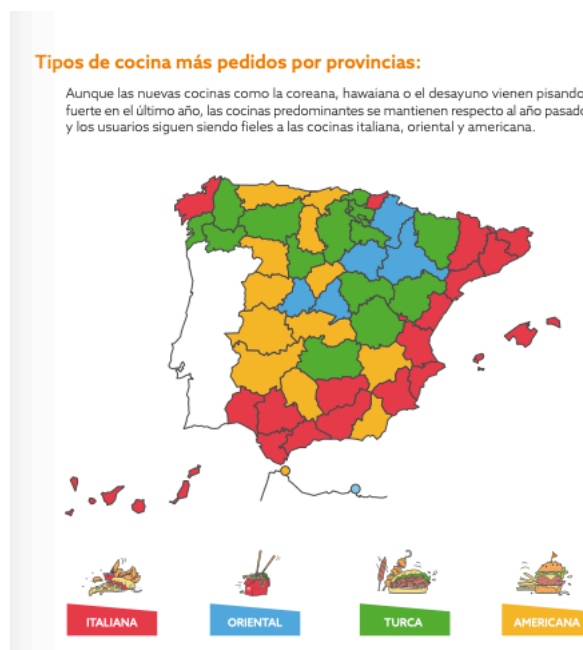 Tipos de cocina más pedidos por provincias:
Aunque las nuevas cocinas como la coreana, hawaiana o el desayuno vienen pisando
fuerte en el último año, las cocinas predominantes se mantienen respecto al año pasado
y los usuarios siguen siendo fieles a las cocinas italiana, oriental y americana.
ITALIANA
ORIENTAL
TURCA
AMERICANA